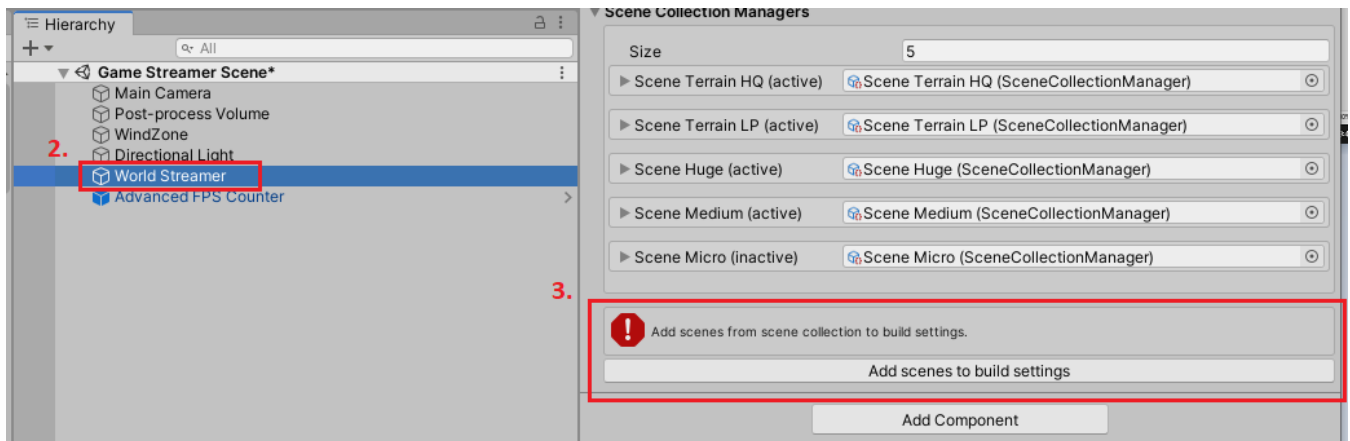 Hierarchy
All
Game Streamer Scene*
Main Camera
Post-process Volume
WindZone
2.
Directional Light
World Streamer
Advanced FPS Counter
Scene Collection Managers
Size
5
Scene Terrain HQ (active)
Scene Terrain HQ (SceneCollectionManager)
Scene Terrain LP (active)
Scene Terrain LP (SceneCollectionManager)
Scene Huge (active)
Scene Huge (SceneCollectionManager)
Scene Medium (active)
Scene Medium (SceneCollectionManager)
Scene Micro (inactive)
Scene Micro (SceneCollectionManager)
3.
Add scenes from scene collection to build settings.
Add scenes to build settings
Add Component